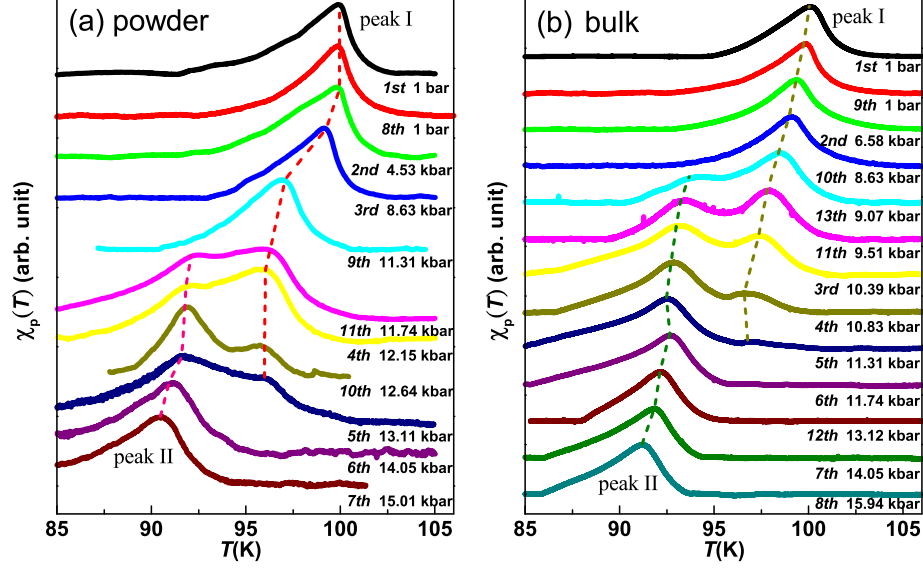 (a) powder
peak I
1st 1 bar
8th 1 bar
2nd 4.53 kbar
3rd 8.63 kbar
9th 11.31 kbar
11th 11.74 kbar
4th 12.15 kbar
10th 12.64 kbar
5th 13.11 kbar
6th 14.05 kbar
7th 15.01 kbar
peak II
χp(T) (arb. unit)
85 90 95 100 105
T(K)
(b) bulk
peak I
1st 1 bar
9th 1 bar
2nd 6.58 kbar
10th 8.63 kbar
13th 9.07 kbar
11th 9.51 kbar
3rd 10.39 kbar
4th 10.83 kbar
5th 11.31 kbar
6th 11.74 kbar
12th 13.12 kbar
7th 14.05 kbar
8th 15.94 kbar
peak II
χp(T) (arb. unit)
85 90 95 100 105
T(K)